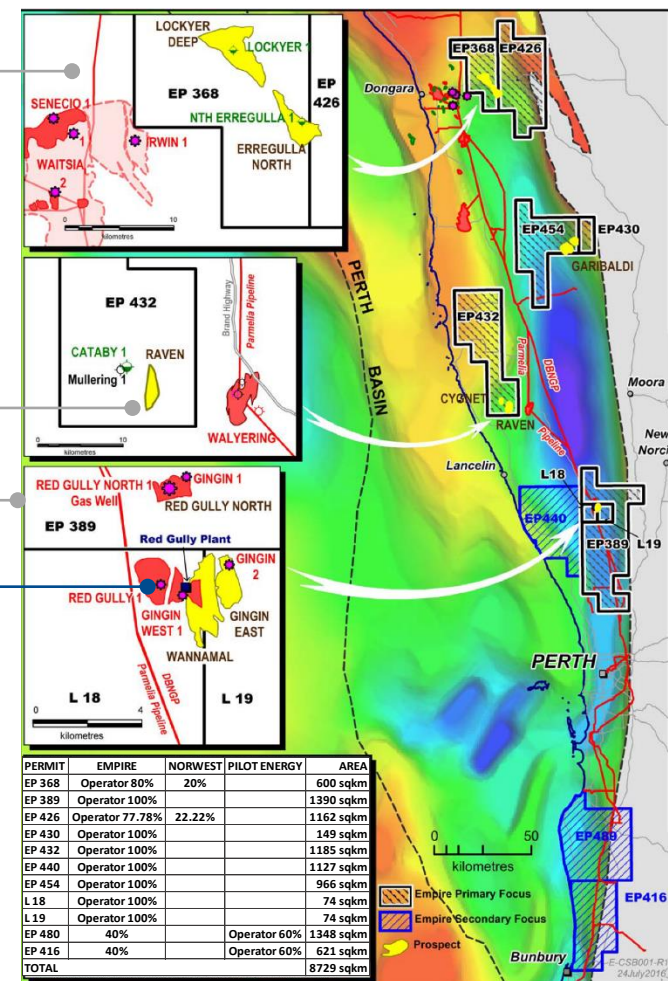 LOCKYER
DEEP
LOCKYER 1
EP 368
EP
426
SENECIO 1
NTH ERREGULLA 1
1
IRWIN 1
WAITSIA
2
ERREGULLA
NORTH
0 10
kilometres
EP 432
Brand Highway
Parmelia Pipeline
CATABY 1
Mullering 1
RAVEN
WALYERING
0 10
kilometres
RED GULLY NORTH 1
Gas Well
GINGIN 1
RED GULLY NORTH
EP 389
Red Gully Plant
GINGIN
2
RED GULLY 1
GINGIN
WEST 1
GINGIN
EAST
WANNAMAL
DBNGP
Parmelia Pipeline
L 18
L 19
0 4
kilometres
EP368 EP426
Dongara
EP454
EP430
GARIBALDI
PERTH
BASIN
EP432
Parmelia
DBNGP
Pipeline
CYGNET
RAVEN
Moora
New
Norci
Lancelin
L18
EP440
EP389
L19
PERTH
EP480
EP416
Bunbury
0 50
kilometres
Empire Primary Focus
Empire Secondary Focus
Prospect
E-CSB001-R1
24July2016
PERMIT EMPIRE NORWEST PILOT ENERGY AREA
EP 368 Operator 80% 20% 600 sqkm
EP 389 Operator 100% 1390 sqkm
EP 426 Operator 77.78% 22.22% 1162 sqkm
EP 430 Operator 100% 149 sqkm
EP 432 Operator 100% 1185 sqkm
EP 440 Operator 100% 1127 sqkm
EP 454 Operator 100% 966 sqkm
L 18 Operator 100% 74 sqkm
L 19 Operator 100% 74 sqkm
EP 480 40% Operator 60% 1348 sqkm
EP 416 40% Operator 60% 621 sqkm
TOTAL 8729 sqkm